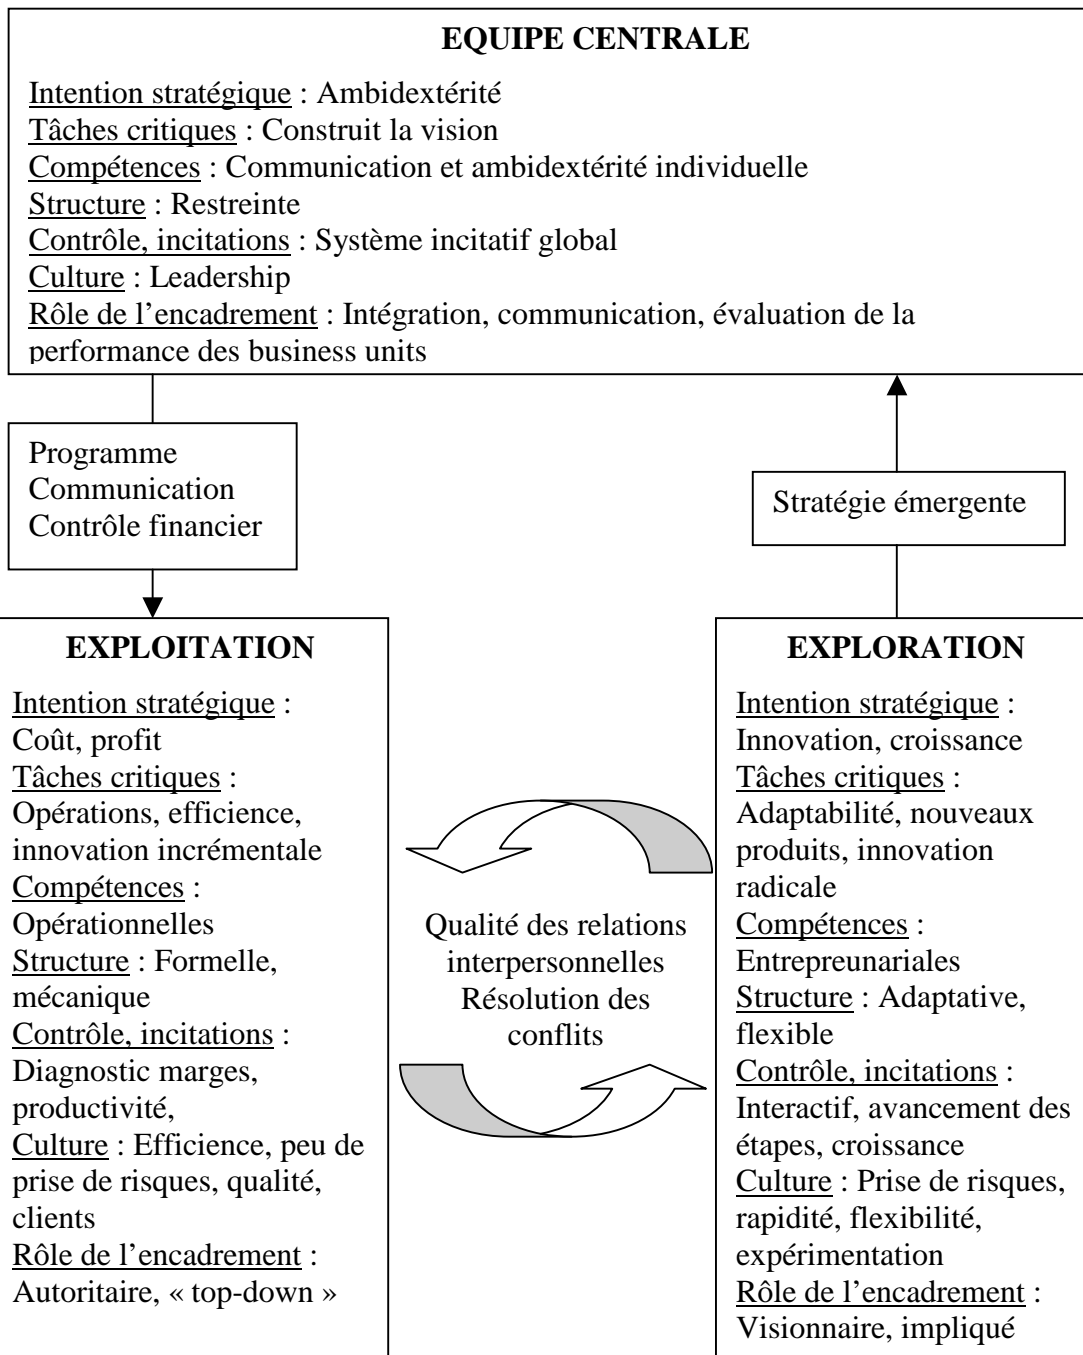 EQUIPE CENTRALE
Intention stratégique : Ambidextérité
Tâches critiques : Construit la vision
Compétences : Communication et ambidextérité individuelle
Structure : Restreinte
Contrôle, incitations : Système incitatif global
Culture : Leadership
Rôle de l’encadrement : Intégration, communication, évaluation de la
performance des business units
Programme
Communication
Contrôle financier
Stratégie émergente
EXPLOITATION
Intention stratégique :
Coût, profit
Tâches critiques :
Opérations, efficience,
innovation incrémentale
Compétences :
Opérationnelles
Structure : Formelle,
mécanique
Contrôle, incitations :
Diagnostic marges,
productivité,
Culture : Efficience, peu de
prise de risques, qualité,
clients
Rôle de l’encadrement :
Autoritaire, « top-down »
Qualité des relations
interpersonnelles
Résolution des
conflits
EXPLORATION
Intention stratégique :
Innovation, croissance
Tâches critiques :
Adaptabilité, nouveaux
produits, innovation
radicale
Compétences :
Entrepreunariales
Structure : Adaptative,
flexible
Contrôle, incitations :
Interactif, avancement des
étapes, croissance
Culture : Prise de risques,
rapidité, flexibilité,
expérimentation
Rôle de l’encadrement :
Visionnaire, impliqué